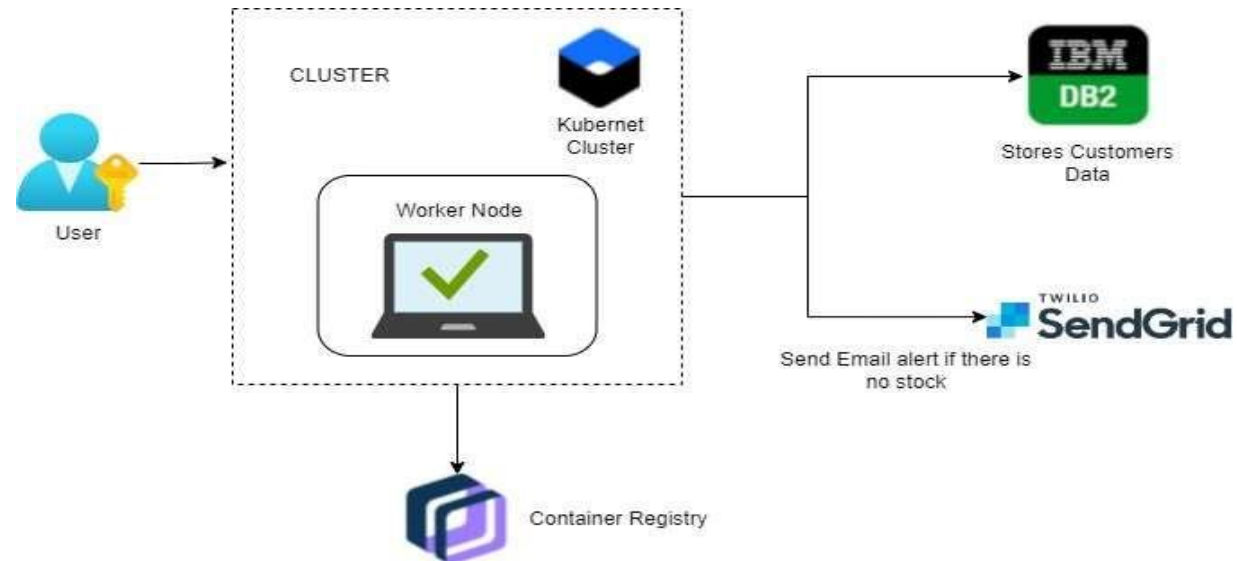 CLUSTER
Kubernet
Cluster
Worker Node
User
IBM
DB2
Stores Customers
Data
TWILIO
SendGrid
Send Email alert if there is
no stock
Container Registry